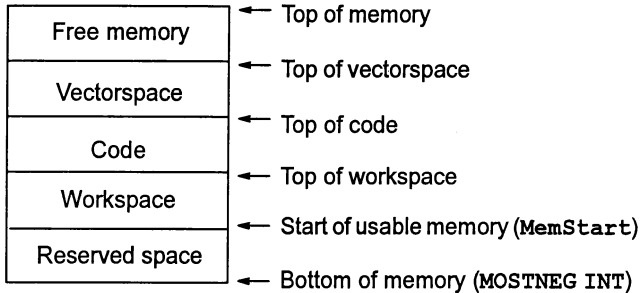 Top of memory
Free memory
Top of vectorspace
Vectorspace
Top of code
Code
Top of workspace
Workspace
Start of usable memory (MemStart)
Reserved space
Bottom of memory (MOSTNEG INT)